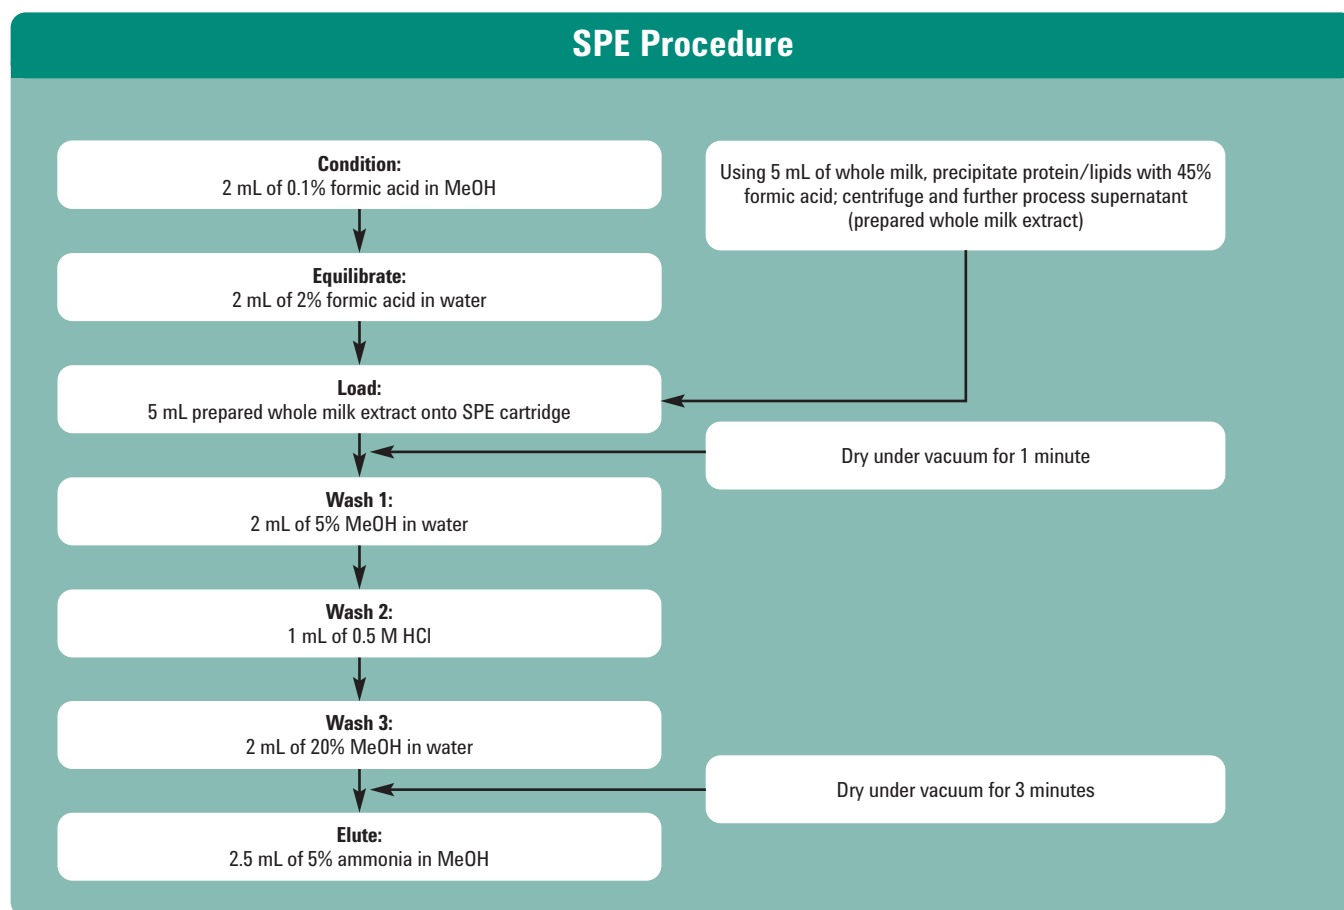 SPE Procedure
Condition:
2 mL of 0.1% formic acid in MeOH
Using 5 mL of whole milk, precipitate protein/lipids with 45%
formic acid; centrifuge and further process supernatant
(prepared whole milk extract)
Equilibrate:
2 mL of 2% formic acid in water
Load:
5 mL prepared whole milk extract onto SPE cartridge
Dry under vacuum for 1 minute
Wash 1:
2 mL of 5% MeOH in water
Wash 2:
1 mL of 0.5 M HCl
Wash 3:
2 mL of 20% MeOH in water
Dry under vacuum for 3 minutes
Elute:
2.5 mL of 5% ammonia in MeOH